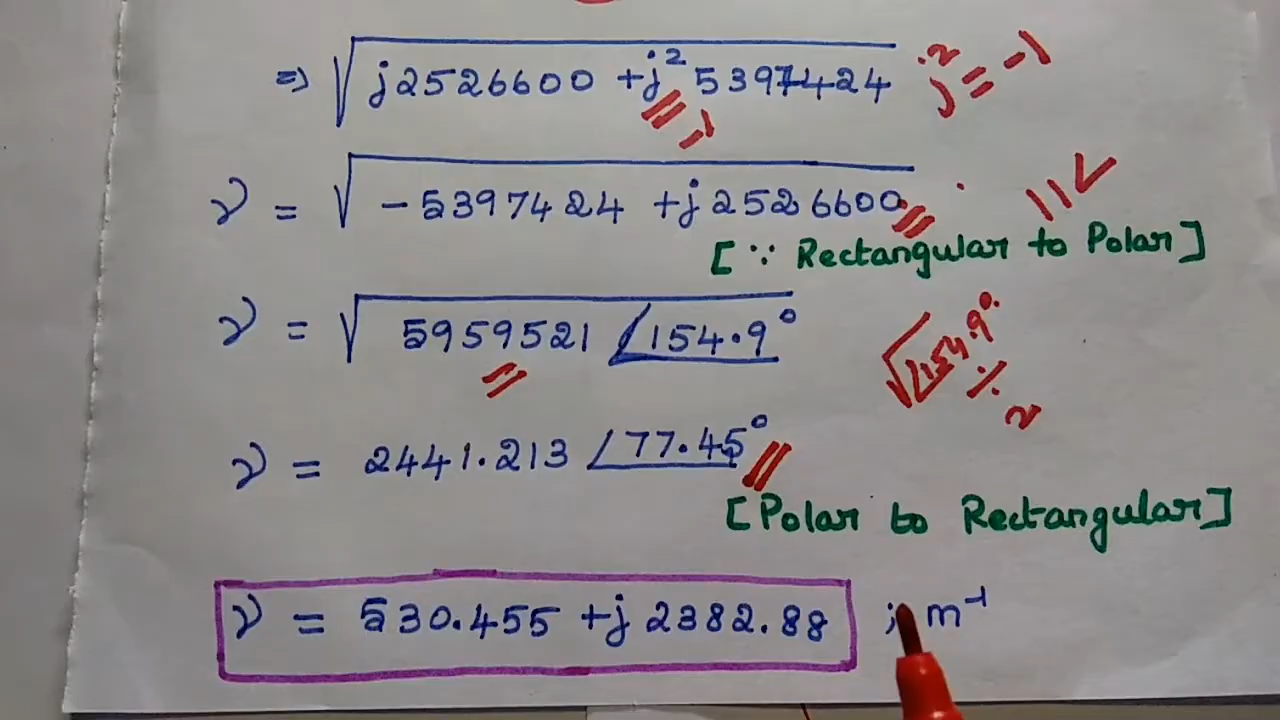 ⇒ √j2526600 + j² 5397424 j² = -1
-1
γ = √-5397424 + j2526600
[∵ Rectangular to Polar]
γ = √5959521 ∠154.9° √∠154.9° ÷ 2
γ = 2441.213 ∠77.45°
[Polar to Rectangular]
γ = 530.455 + j 2382.88 ; m⁻¹